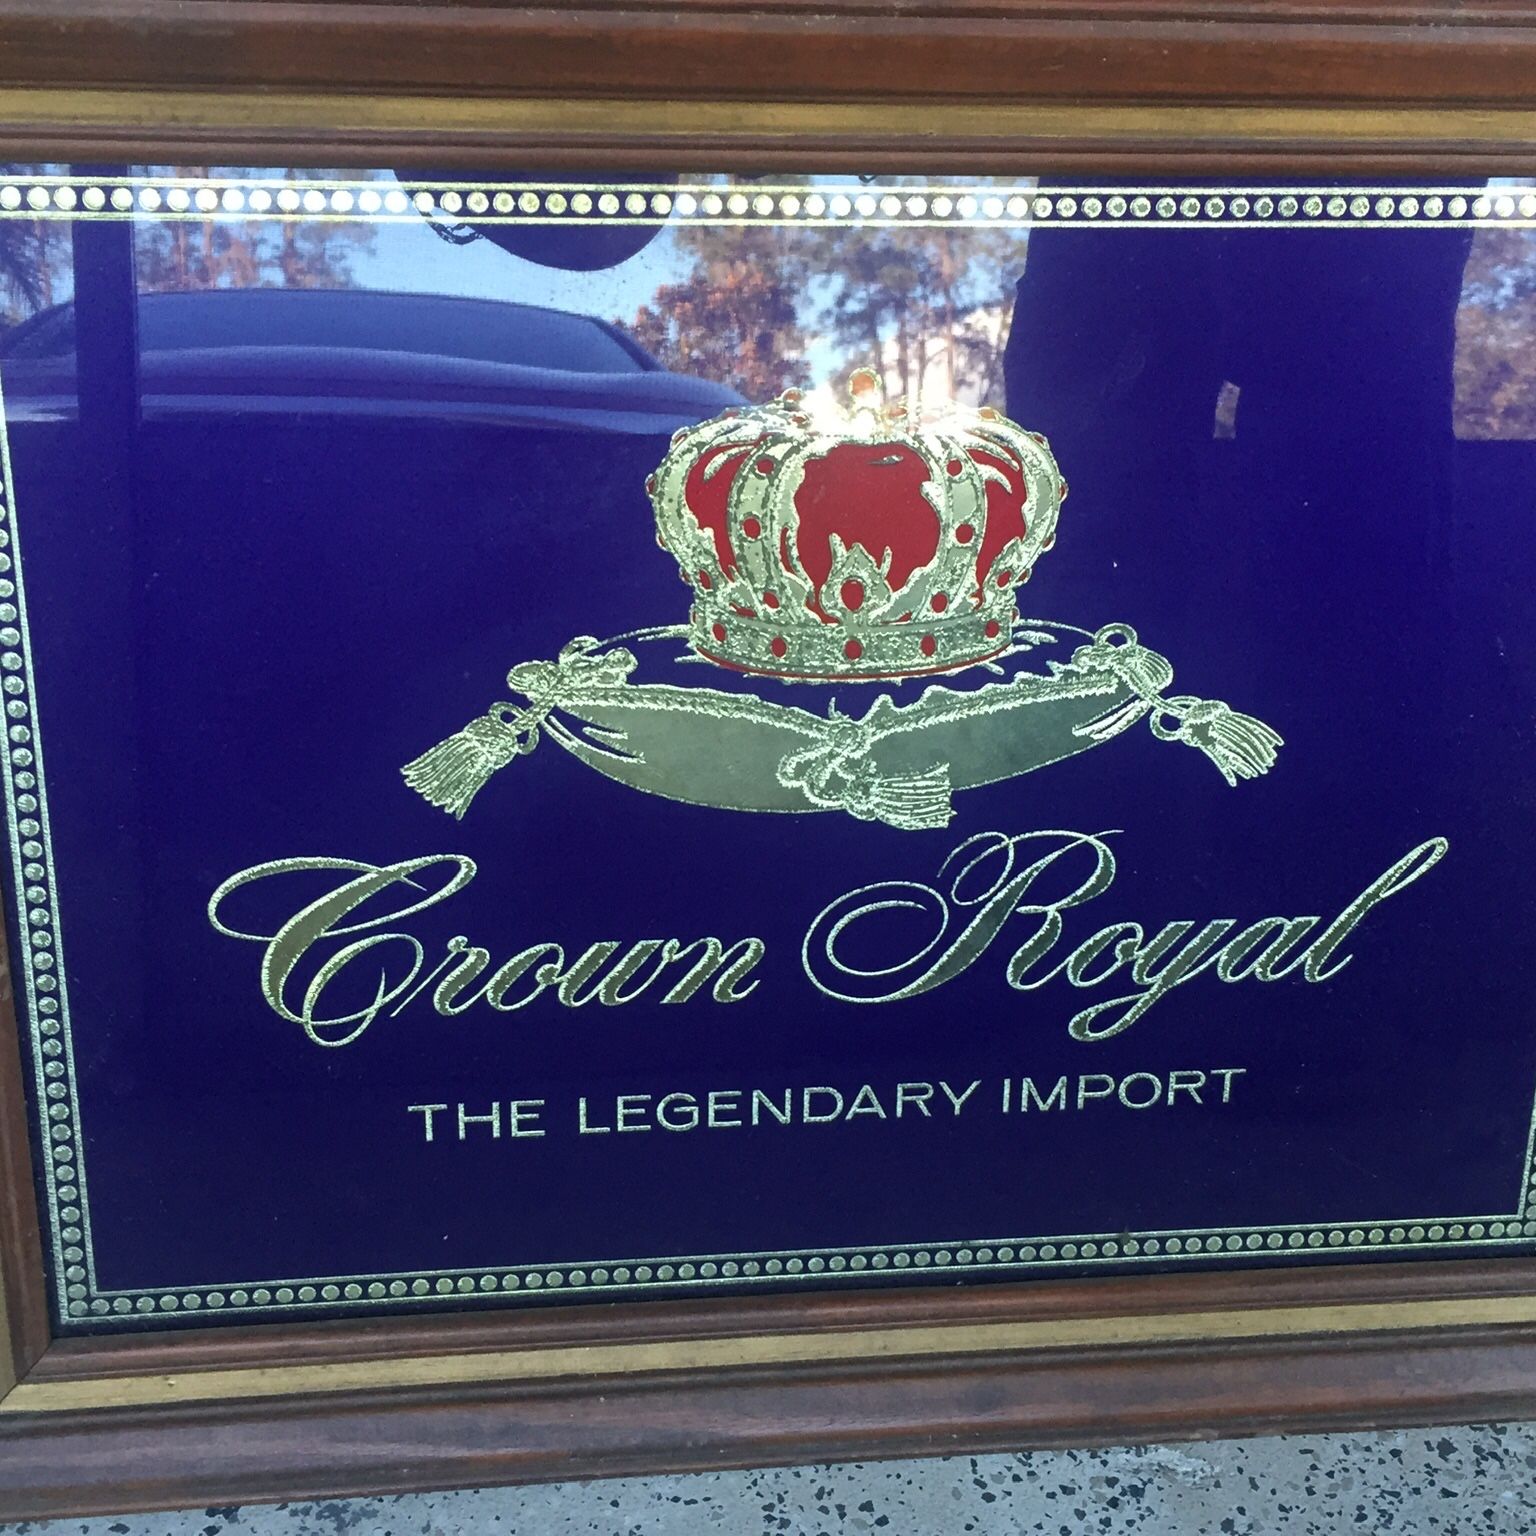 Crown Royal
THE LEGENDARY IMPORT